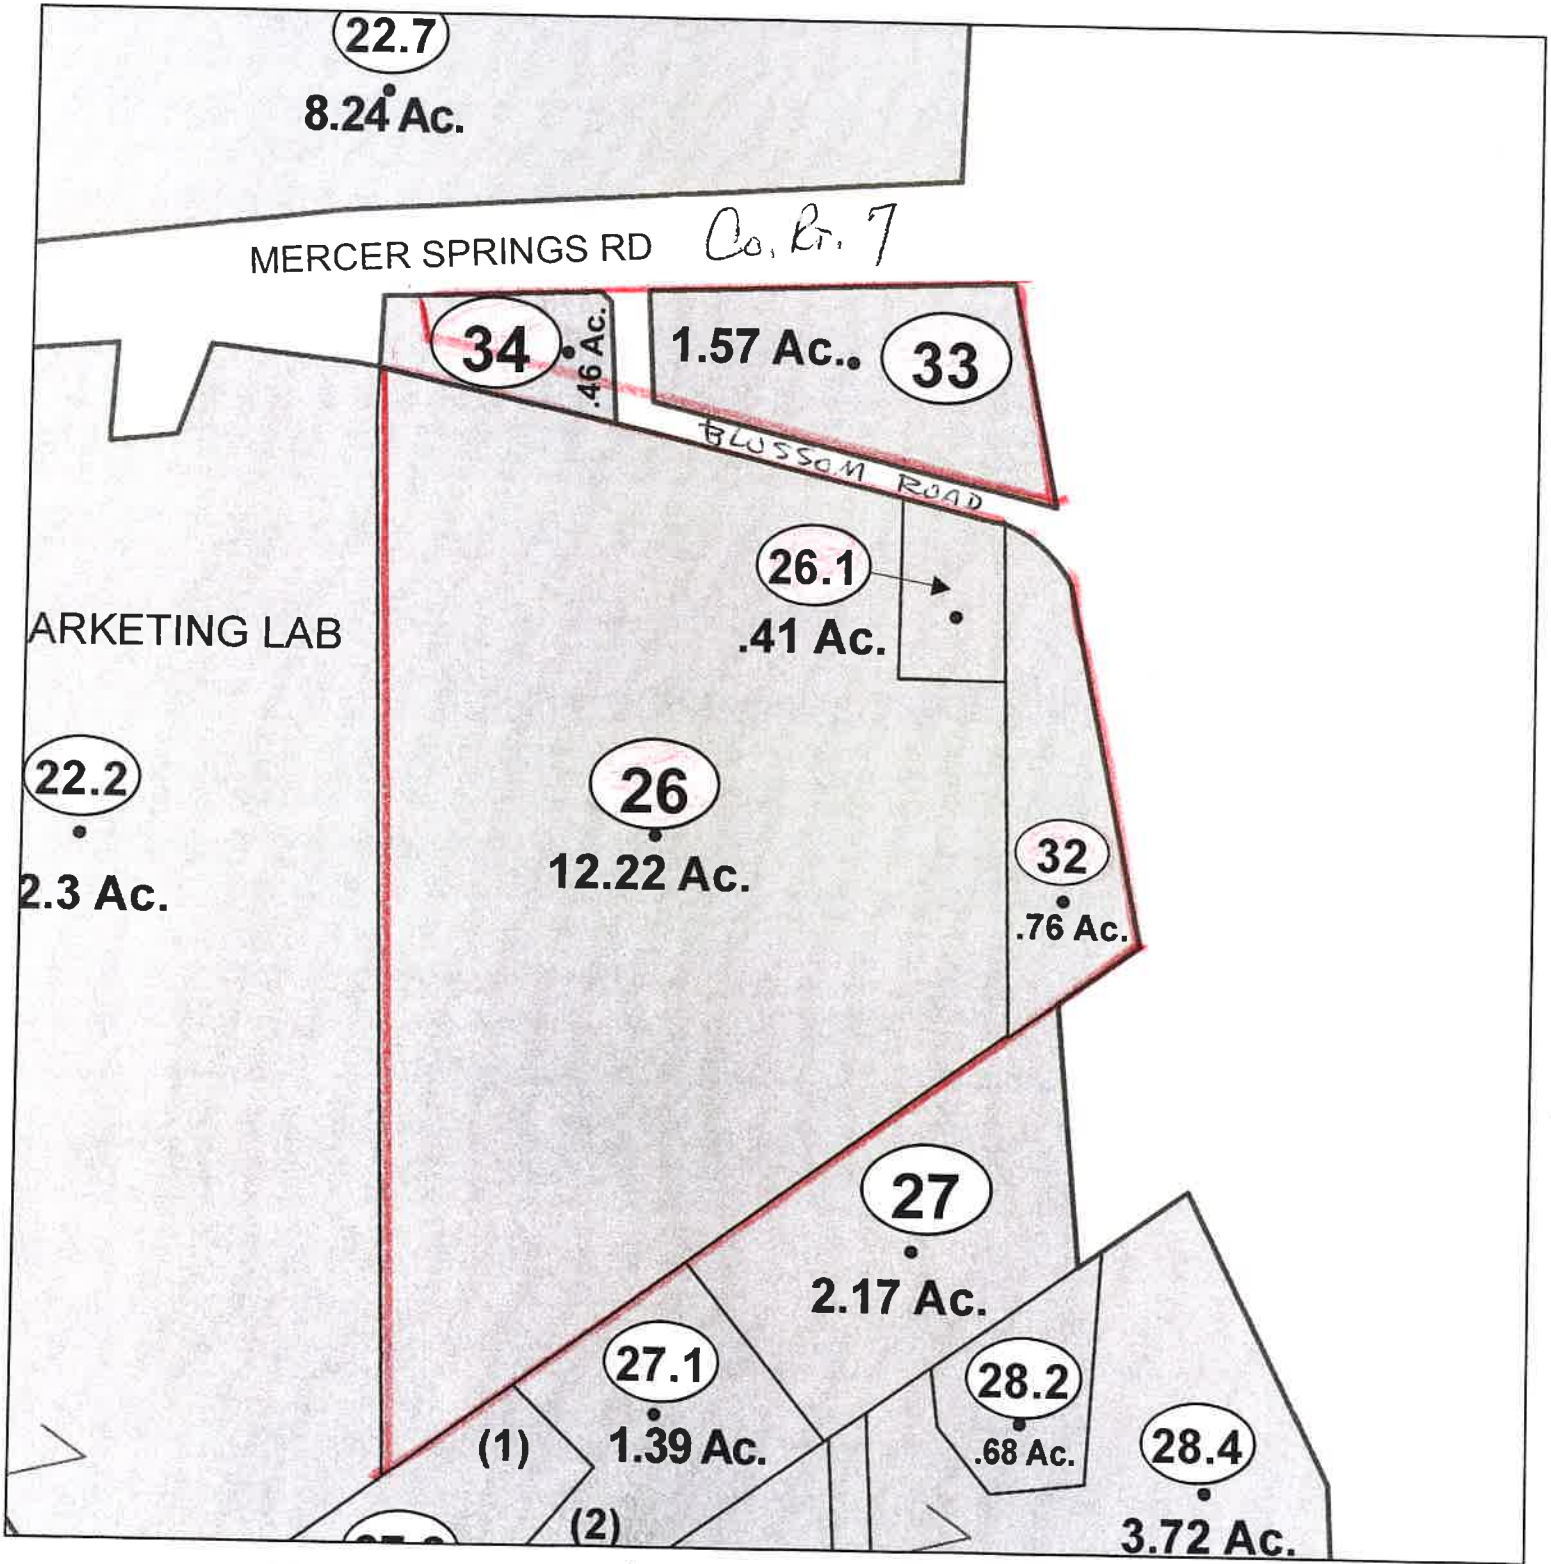 22.7
8.24 Ac.
MERCER SPRINGS RD Co. Rt. 7
34
.46 Ac.
1.57 Ac.
33
BLOSSOM ROAD
26.1
.41 Ac.
ARKETING LAB
22.2
2.3 Ac.
26
12.22 Ac.
32
.76 Ac.
27
2.17 Ac.
27.1
1.39 Ac.
28.2
.68 Ac.
28.4
3.72 Ac.
(1)
(2)